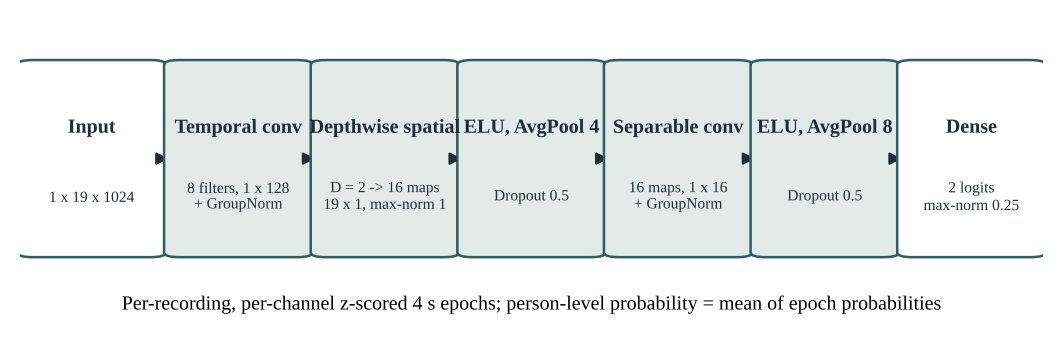 Input
1 x 19 x 1024
Temporal conv
8 filters, 1 x 128
+ GroupNorm
Depthwise spatial
D = 2 -> 16 maps
19 x 1, max-norm 1
ELU, AvgPool 4
Dropout 0.5
Separable conv
16 maps, 1 x 16
+ GroupNorm
ELU, AvgPool 8
Dropout 0.5
Dense
2 logits
max-norm 0.25
Per-recording, per-channel z-scored 4 s epochs; person-level probability = mean of epoch probabilities